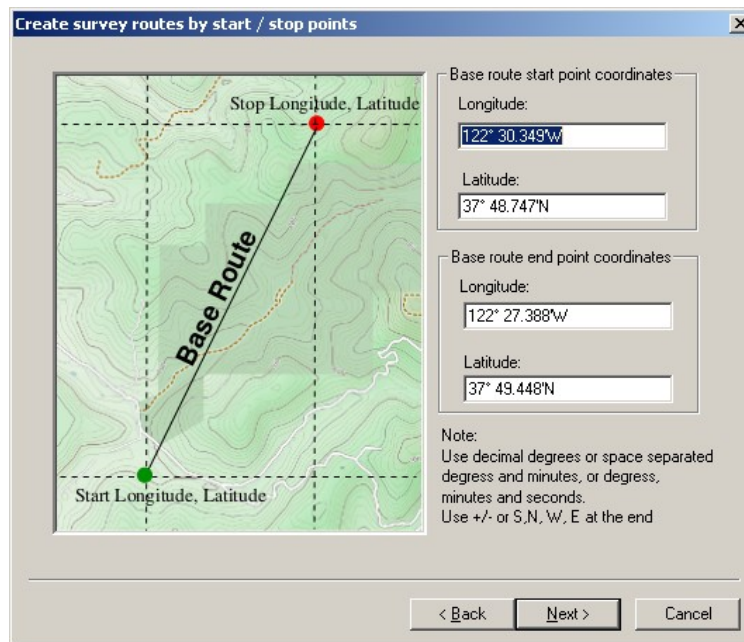 Create survey routes by start / stop points
Stop Longitude, Latitude
Base Route
Start Longitude, Latitude
Base route start point coordinates
Longitude:
122° 30.349'W
Latitude:
37° 48.747'N
Base route end point coordinates
Longitude:
122° 27.388'W
Latitude:
37° 49.448'N
Note:
Use decimal degrees or space separated
degress and minutes, or degress,
minutes and seconds.
Use +/- or S,N, W, E at the end
< Back
Next >
Cancel